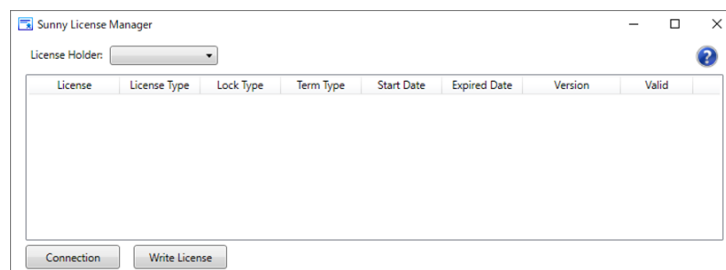 Sunny License Manager
License Holder:
License License Type Lock Type Term Type Start Date Expired Date Version Valid
Connection Write License